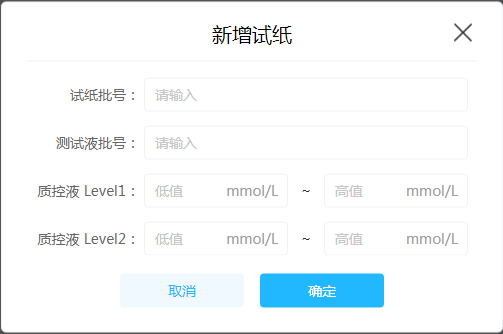 新增试纸
试纸批号： 请输入
测试液批号： 请输入
质控液 Level1： 低值 mmol/L ~ 高值 mmol/L
质控液 Level2： 低值 mmol/L ~ 高值 mmol/L
取消 确定